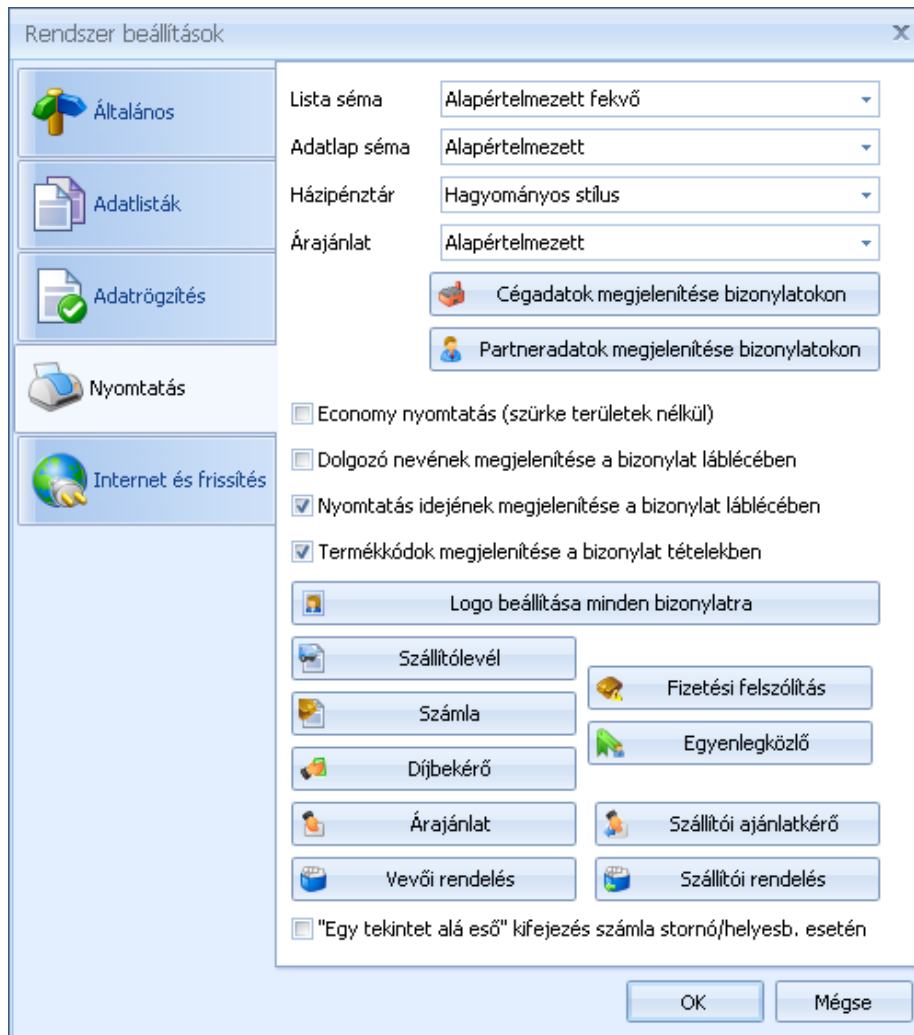 Rendszer beállítások
Általános
Adatlisták
Adatrögzítés
Nyomtatás
Internet és frissítés
Lista séma Alapértelmezett fekvő
Adatlap séma Alapértelmezett
Házipénztár Hagyományos stílus
Árajánlat Alapértelmezett
Cégadatok megjelenítése bizonylatokon
Partneradatok megjelenítése bizonylatokon
Economy nyomtatás (szürke területek nélkül)
Dolgozó nevének megjelenítése a bizonylat láblécében
Nyomtatás idejének megjelenítése a bizonylat láblécében
Termékkódok megjelenítése a bizonylat tételekben
Logo beállítása minden bizonylatra
Szállítólevél
Számla
Díjbekérő
Fizetési felszólítás
Egyenlegközlő
Árajánlat Szállítói ajánlatkérő
Vevői rendelés Szállítói rendelés
"Egy tekintet alá eső" kifejezés számla stornó/helyesb. esetén
OK Mégse